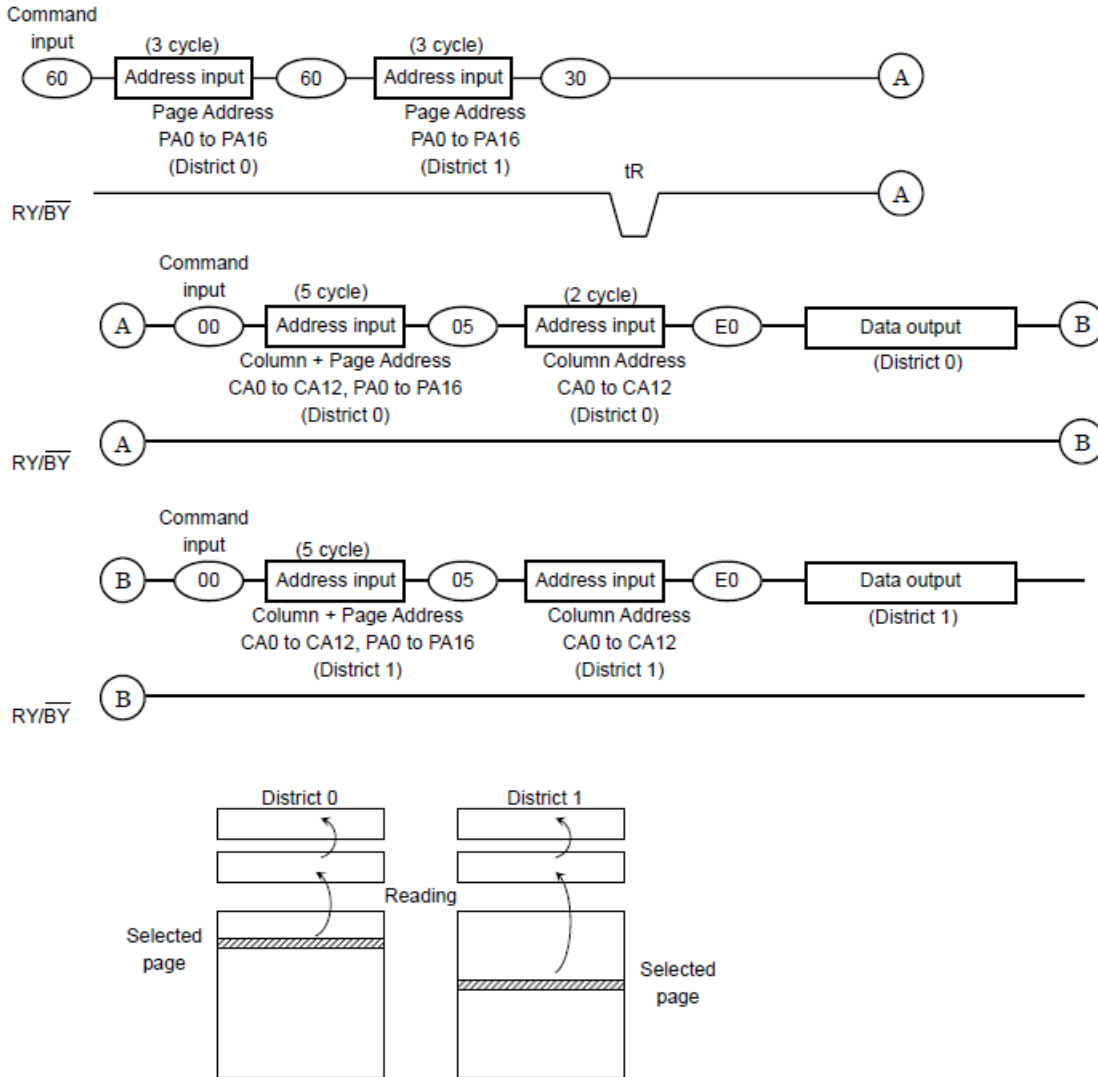 Command
input
(3 cycle) (3 cycle)
60 Address input 60 Address input 30 A
Page Address Page Address
PA0 to PA16 PA0 to PA16
(District 0) (District 1)
tR
RY/BY A
Command
input
(5 cycle) (2 cycle)
A 00 Address input 05 Address input E0 Data output B
Column + Page Address Column Address (District 0)
CA0 to CA12, PA0 to PA16 CA0 to CA12
(District 0) (District 0)
RY/BY A B
Command
input
(5 cycle)
B 00 Address input 05 Address input E0 Data output
Column + Page Address Column Address (District 1)
CA0 to CA12, PA0 to PA16 CA0 to CA12
(District 1) (District 1)
RY/BY B
District 0 District 1
Reading
Selected
page
Selected
page